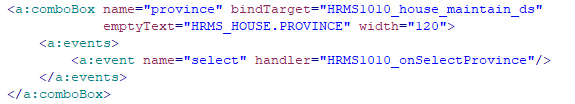 <a:comboBox name="province" bindTarget="HRMS1010_house_maintain_ds"
emptyText="HRMS_HOUSE.PROVINCE" width="120">
<a:events>
<a:event name="select" handler="HRMS1010_onSelectProvince"/>
</a:events>
</a:comboBox>